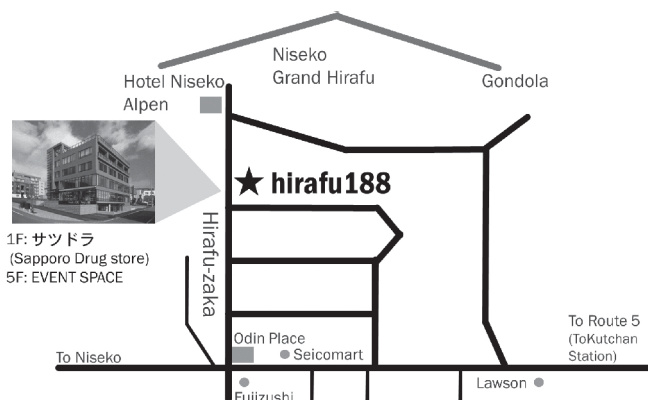 Niseko
Grand Hirafu
Hotel Niseko
Alpen
Gondola
hirafu188
1F: サツドラ
(Sapporo Drug store)
5F: EVENT SPACE
Hirafu-zaka
To Route 5
(ToKutchan
Station)
Odin Place
Seicomart
To Niseko
Lawson
Fujizushi